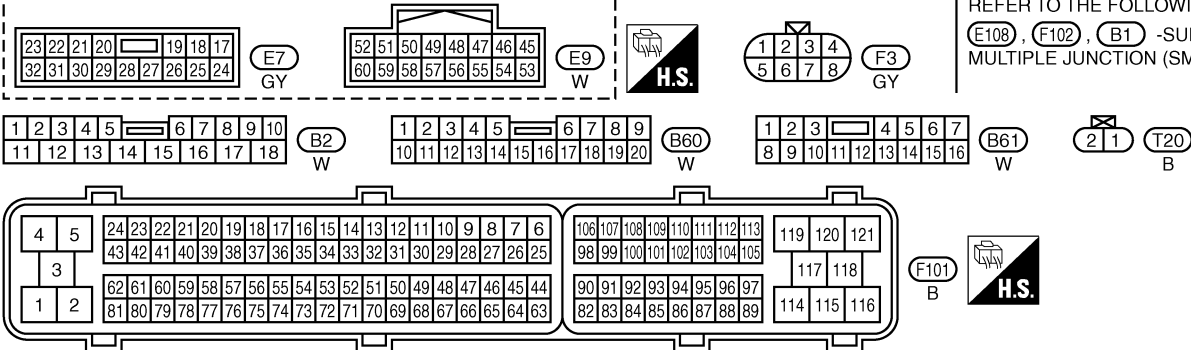 REFER TO THE FOLLOWI
E108 , F102 , B1 -SU
MULTIPLE JUNCTION (SM
23 22 21 20 19 18 17
32 31 30 29 28 27 26 25 24
E7
GY
52 51 50 49 48 47 46 45
60 59 58 57 56 55 54 53
E9
W
H.S.
1 2 3 4
5 6 7 8
F3
GY
1 2 3 4 5 6 7 8 9 10
11 12 13 14 15 16 17 18
B2
W
1 2 3 4 5 6 7 8 9
10 11 12 13 14 15 16 17 18 19 20
B60
W
1 2 3 4 5 6 7
8 9 10 11 12 13 14 15 16
B61
W
2 1
T20
B
4 5
3
1 2
24 23 22 21 20 19 18 17 16 15 14 13 12 11 10 9 8 7 6
43 42 41 40 39 38 37 36 35 34 33 32 31 30 29 28 27 26 25
62 61 60 59 58 57 56 55 54 53 52 51 50 49 48 47 46 45 44
81 80 79 78 77 76 75 74 73 72 71 70 69 68 67 66 65 64 63
106 107 108 109 110 111 112 113
98 99 100 101 102 103 104 105
90 91 92 93 94 95 96 97
82 83 84 85 86 87 88 89
119 120 121
117 118
114 115 116
F101
B
H.S.